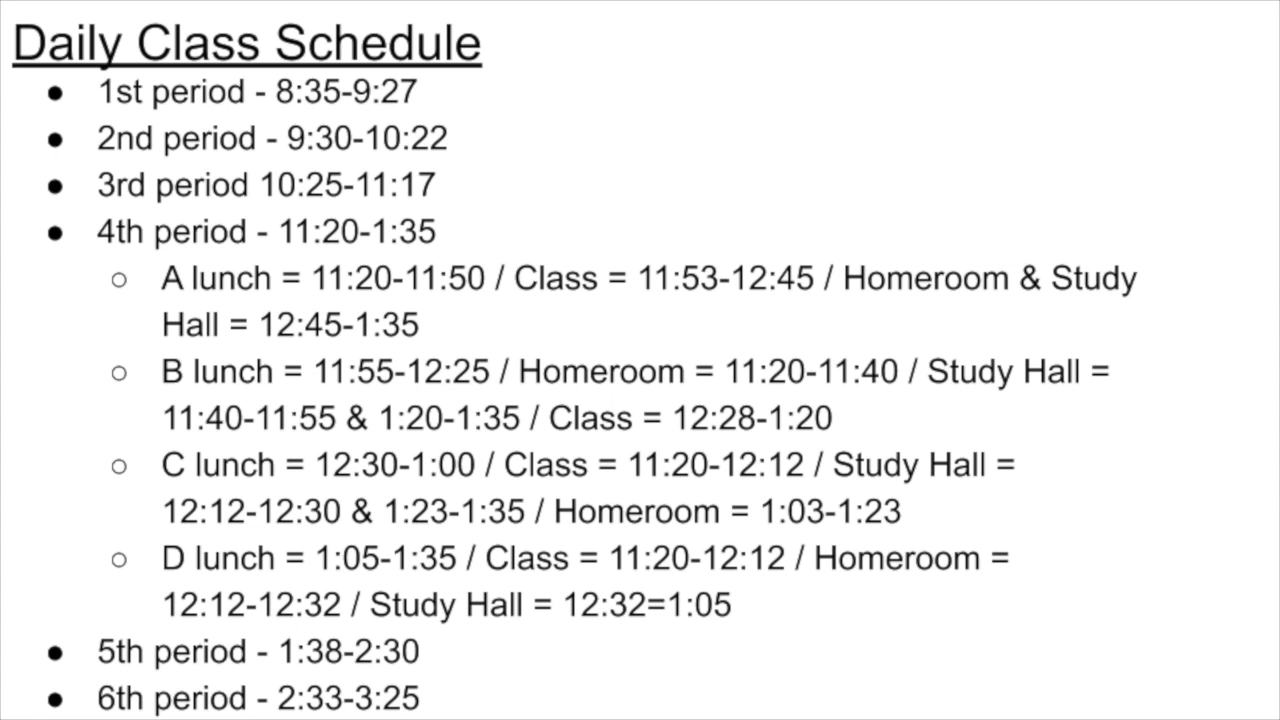 Daily Class Schedule
● 1st period - 8:35-9:27
● 2nd period - 9:30-10:22
● 3rd period 10:25-11:17
● 4th period - 11:20-1:35
○ A lunch = 11:20-11:50 / Class = 11:53-12:45 / Homeroom & Study
Hall = 12:45-1:35
○ B lunch = 11:55-12:25 / Homeroom = 11:20-11:40 / Study Hall =
11:40-11:55 & 1:20-1:35 / Class = 12:28-1:20
○ C lunch = 12:30-1:00 / Class = 11:20-12:12 / Study Hall =
12:12-12:30 & 1:23-1:35 / Homeroom = 1:03-1:23
○ D lunch = 1:05-1:35 / Class = 11:20-12:12 / Homeroom =
12:12-12:32 / Study Hall = 12:32=1:05
● 5th period - 1:38-2:30
● 6th period - 2:33-3:25